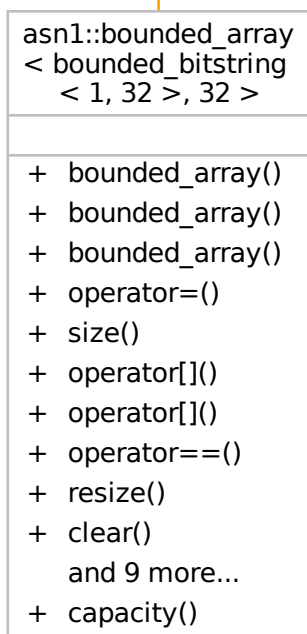 asn1::bounded_array
< bounded_bitstring
< 1, 32 >, 32 >
+ bounded_array()
+ bounded_array()
+ bounded_array()
+ operator=()
+ size()
+ operator[]()
+ operator[]()
+ operator==()
+ resize()
+ clear()
and 9 more...
+ capacity()